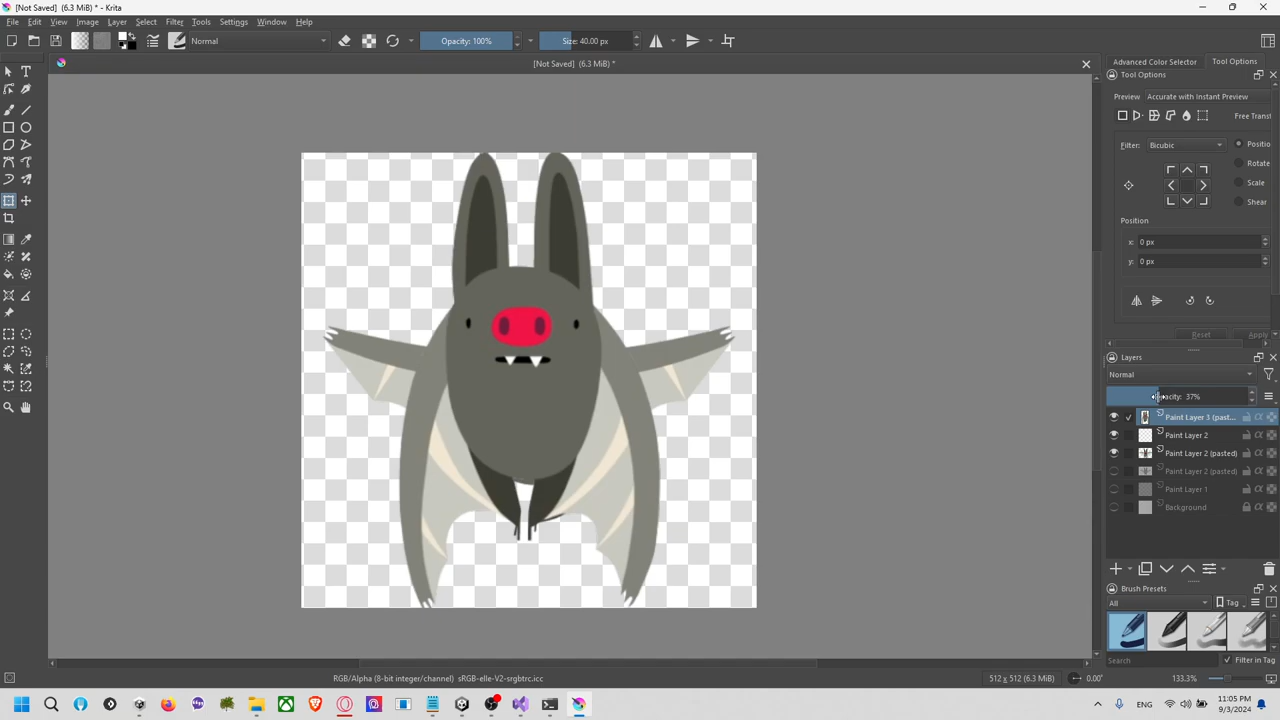 [Not Saved] (6.3 MiB) * - Krita
File Edit View Image Layer Select Filter Tools Settings Window Help
Normal Opacity: 100% Size: 40.00 px
[Not Saved] (6.3 MiB) *
Advanced Color Selector Tool Options
Tool Options
Preview Accurate with Instant Preview
Free Transf
Filter: Bicubic Positio
Rotate
Scale
Shear
Position
x: 0 px
y: 0 px
Reset Apply
Layers
Normal
pacity: 37%
Paint Layer 3 (past...
Paint Layer 2
Paint Layer 2 (pasted)
Paint Layer 2 (pasted)
Paint Layer 1
Background
Brush Presets
All Tag
Search Filter in Tag
RGB/Alpha (8-bit integer/channel) sRGB-elle-V2-srgbtrc.icc 512 x 512 (6.3 MiB) 0.00° 133.3%
ENG 11:05 PM
9/3/2024